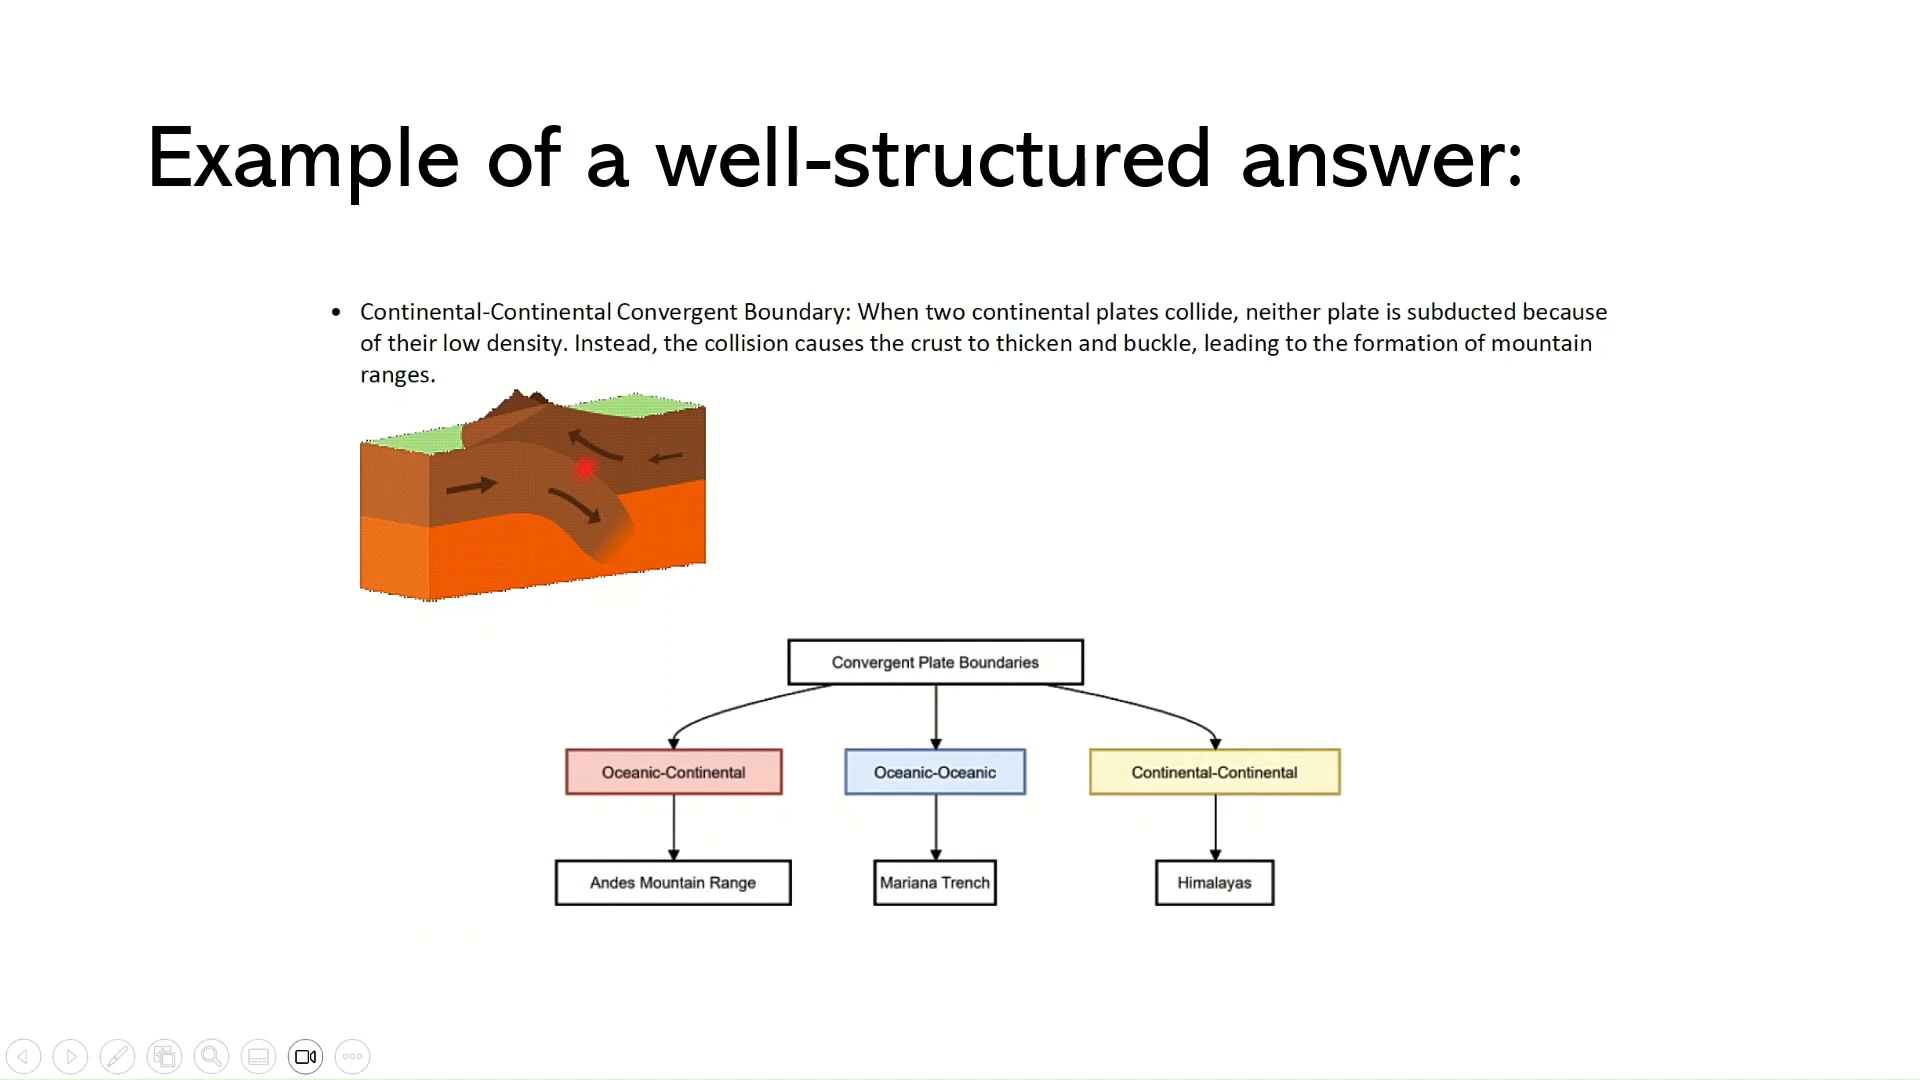 Example of a well-structured answer:
• Continental-Continental Convergent Boundary: When two continental plates collide, neither plate is subducted because
of their low density. Instead, the collision causes the crust to thicken and buckle, leading to the formation of mountain
ranges.
Convergent Plate Boundaries
Oceanic-Continental
Oceanic-Oceanic
Continental-Continental
Andes Mountain Range
Mariana Trench
Himalayas